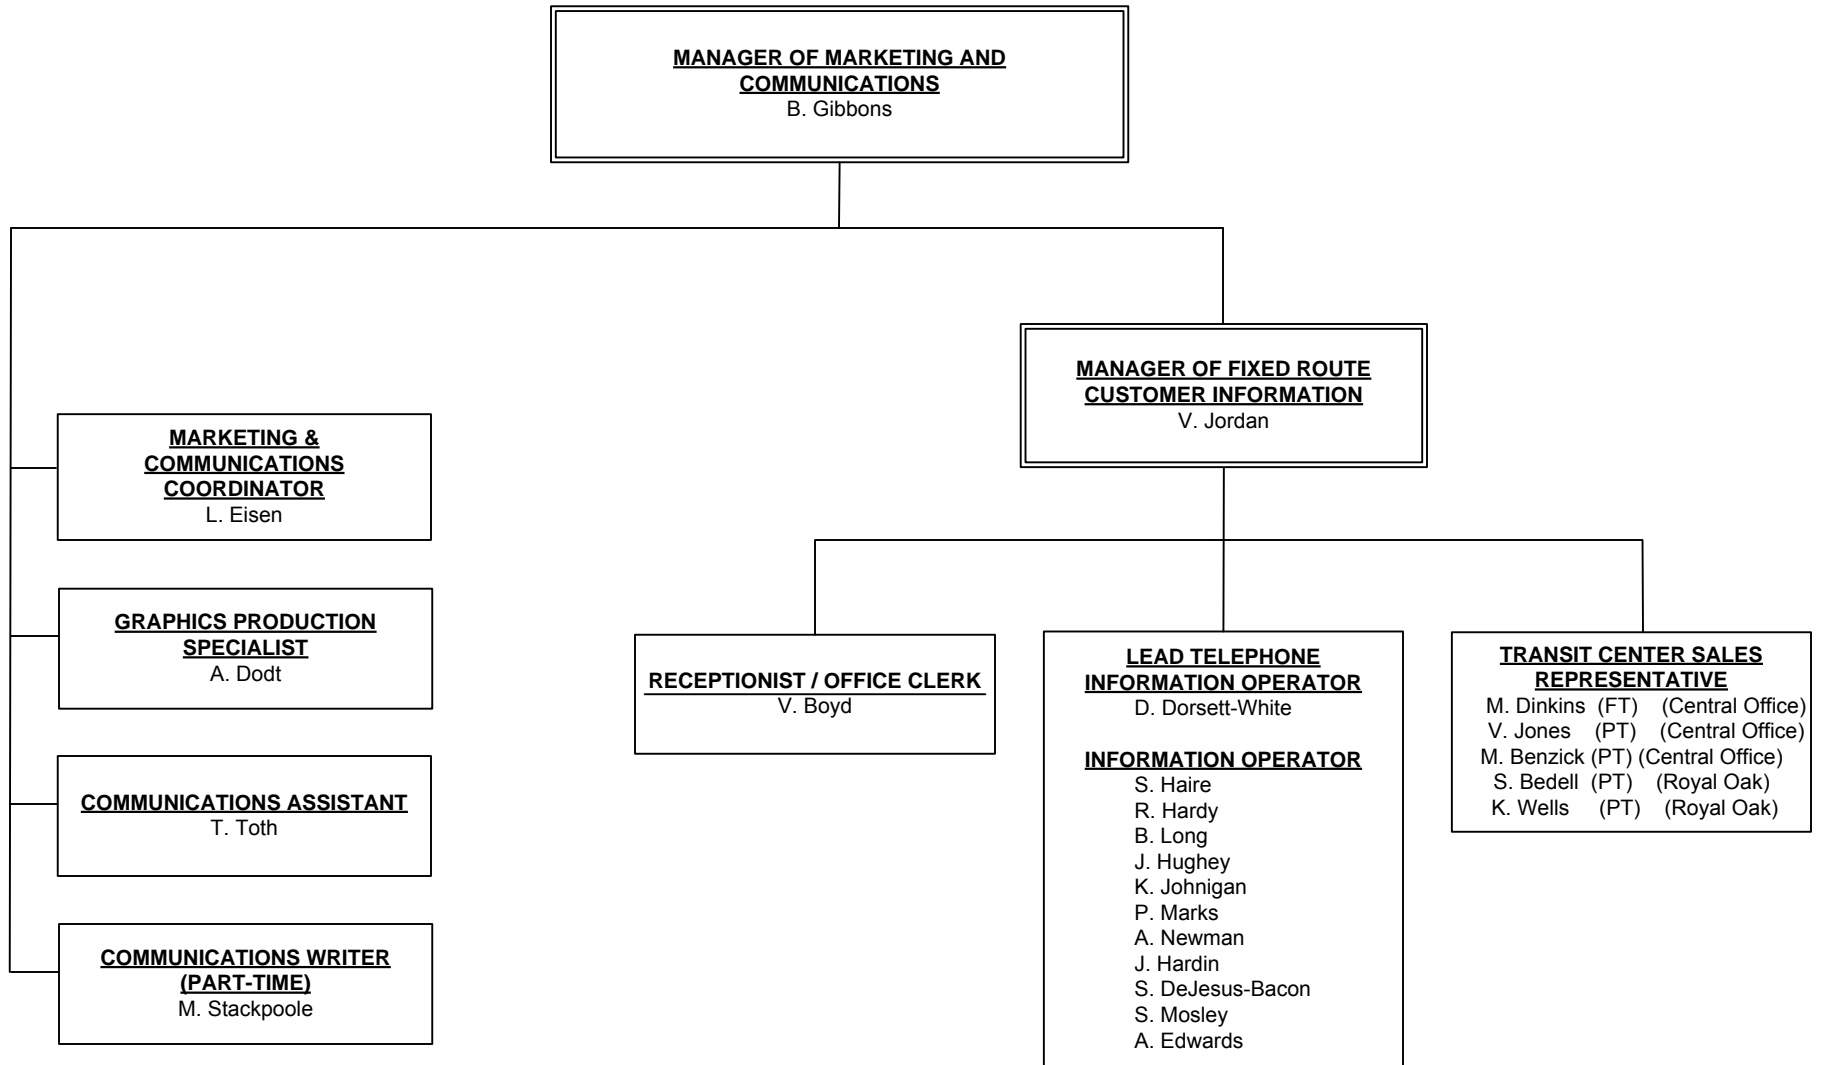 MANAGER OF MARKETING AND
COMMUNICATIONS
B. Gibbons
MANAGER OF FIXED ROUTE
CUSTOMER INFORMATION
V. Jordan
MARKETING &
COMMUNICATIONS
COORDINATOR
L. Eisen
GRAPHICS PRODUCTION
SPECIALIST
A. Dodt
COMMUNICATIONS ASSISTANT
T. Toth
COMMUNICATIONS WRITER
(PART-TIME)
M. Stackpoole
RECEPTIONIST / OFFICE CLERK
V. Boyd
LEAD TELEPHONE
INFORMATION OPERATOR
D. Dorsett-White
INFORMATION OPERATOR
S. Haire
R. Hardy
B. Long
J. Hughey
K. Johnigan
P. Marks
A. Newman
J. Hardin
S. DeJesus-Bacon
S. Mosley
A. Edwards
TRANSIT CENTER SALES
REPRESENTATIVE
M. Dinkins (FT) (Central Office)
V. Jones (PT) (Central Office)
M. Benzick (PT) (Central Office)
S. Bedell (PT) (Royal Oak)
K. Wells (PT) (Royal Oak)